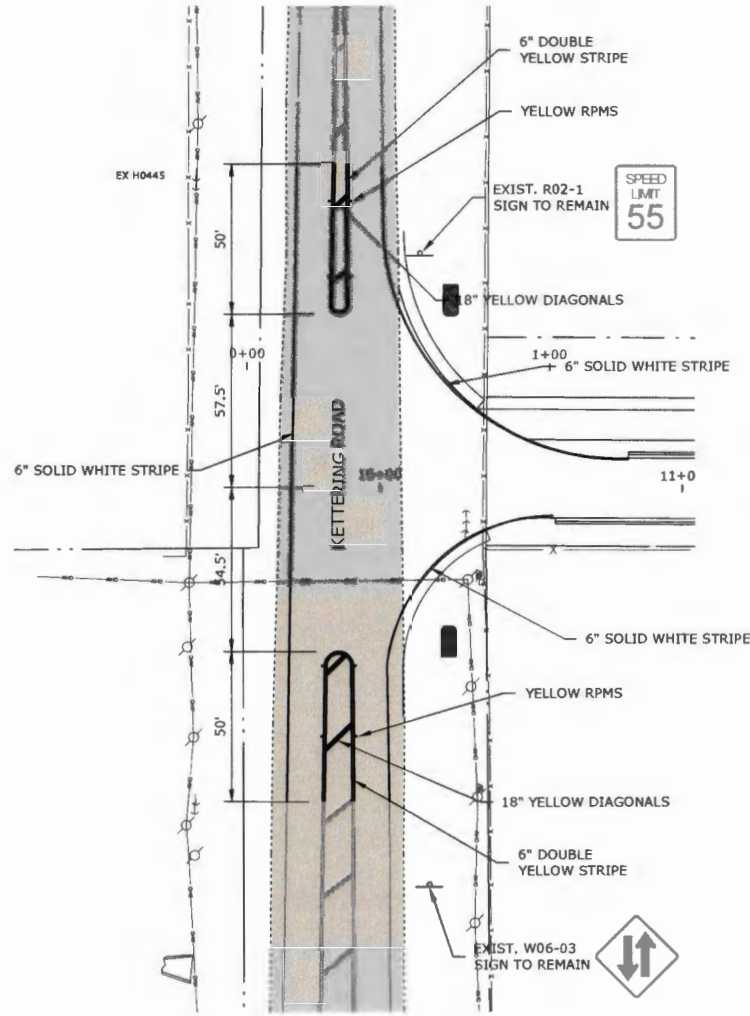 6" DOUBLE
YELLOW STRIPE
YELLOW RPMS
EX H0445
EXIST. R02-1
SIGN TO REMAIN
SPEED
LIMIT
55
50'
18" YELLOW DIAGONALS
0+00
1+00
6" SOLID WHITE STRIPE
57.5'
KETTERING ROAD
6" SOLID WHITE STRIPE
11+0
54.5'
6" SOLID WHITE STRIPE
YELLOW RPMS
50'
18" YELLOW DIAGONALS
6" DOUBLE
YELLOW STRIPE
EXIST. W06-03
SIGN TO REMAIN